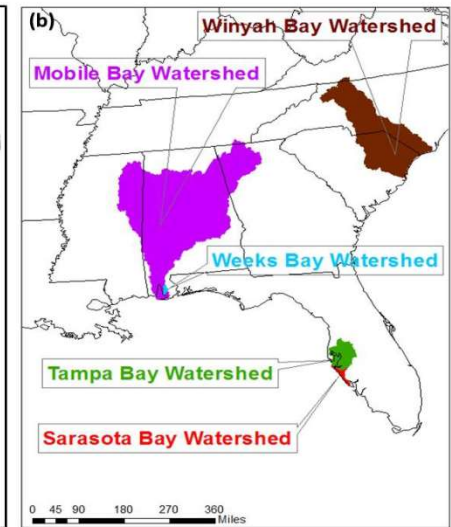 (b)
Winyah Bay Watershed
Mobile Bay Watershed
Weeks Bay Watershed
Tampa Bay Watershed
Sarasota Bay Watershed
0 45 90 180 270 360
Miles